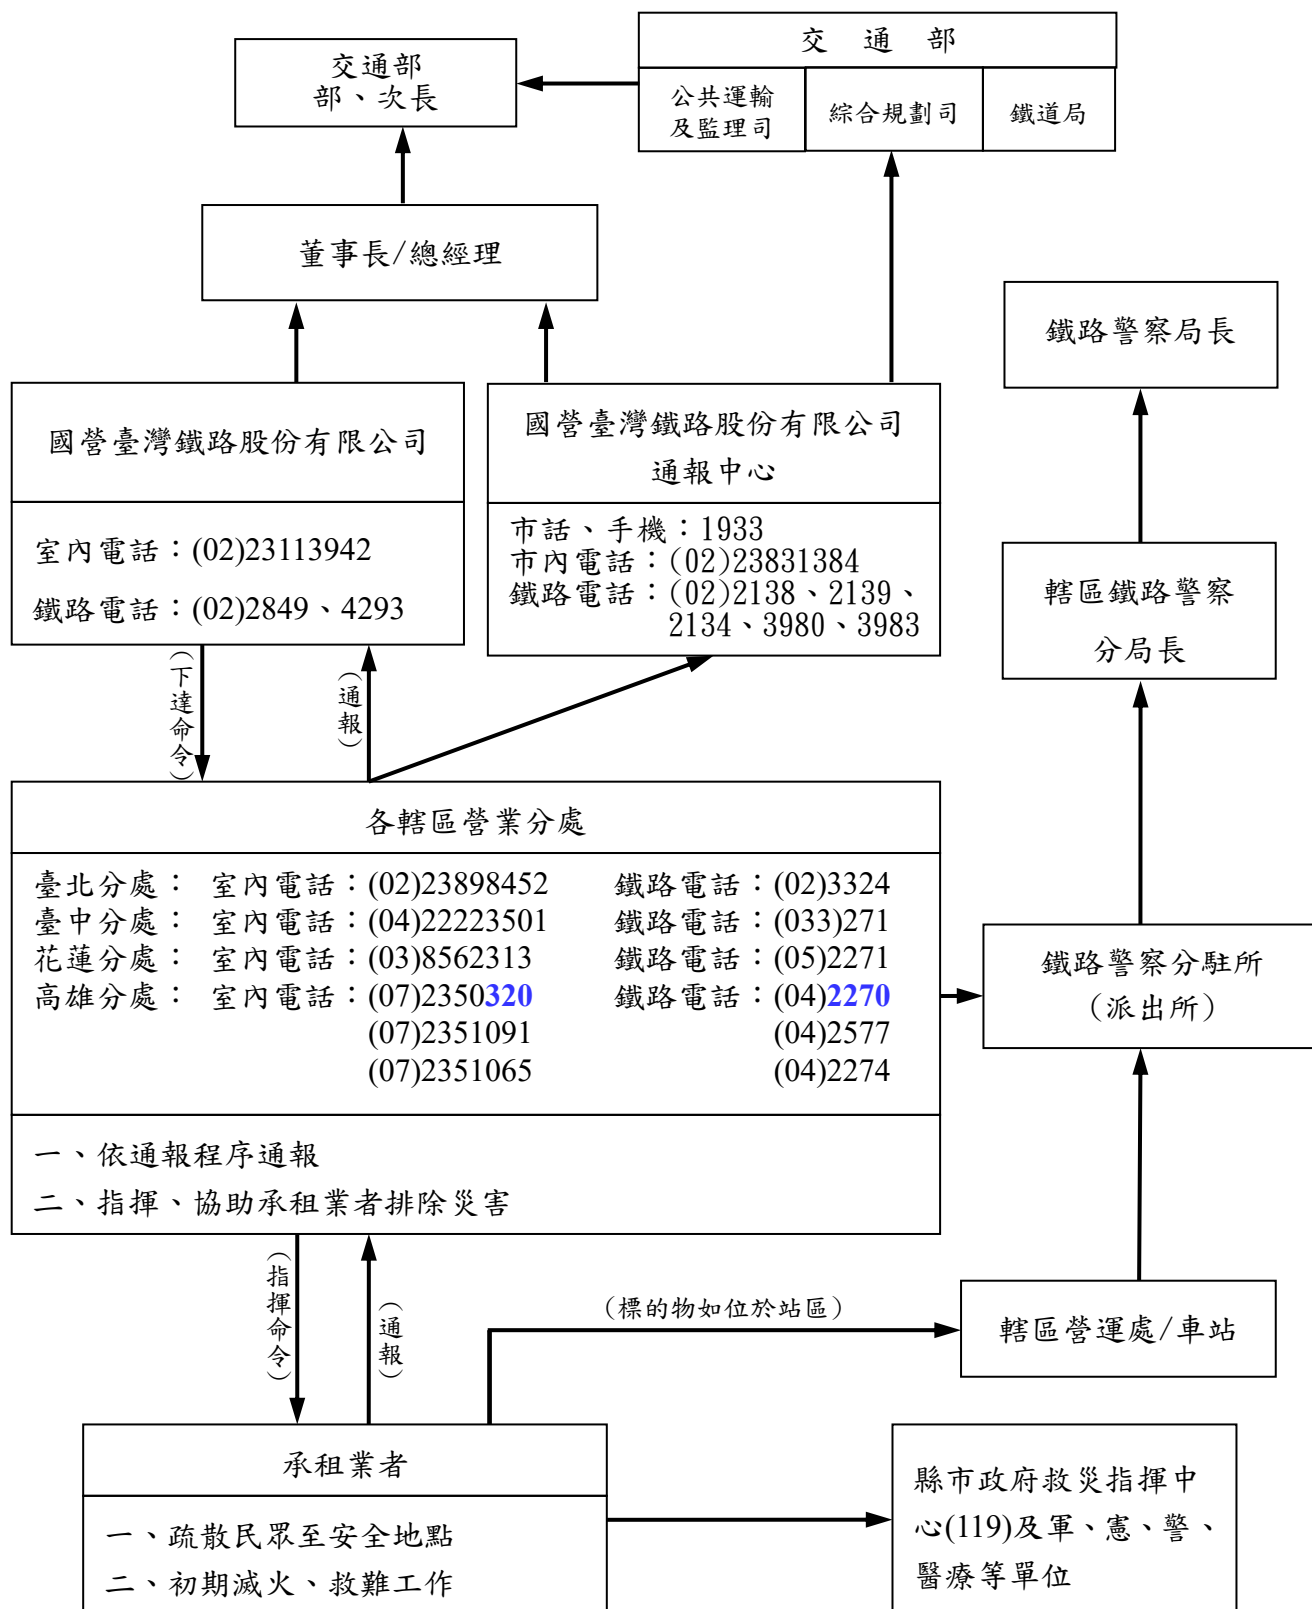 交通部
交通部
部、次長
公共運輸
及監理司
綜合規劃司
鐵道局
董事長/總經理
鐵路警察局長
國營臺灣鐵路股份有限公司
室內電話：(02)23113942
鐵路電話：(02)2849、4293
國營臺灣鐵路股份有限公司
通報中心
市話、手機：1933
市內電話：(02)23831384
鐵路電話：(02)2138、2139、
2134、3980、3983
轄區鐵路警察
分局長
（下達命令）
（通報）
各轄區營業分處
臺北分處： 室內電話：(02)23898452 鐵路電話：(02)3324
臺中分處： 室內電話：(04)22223501 鐵路電話：(033)271
花蓮分處： 室內電話：(03)8562313 鐵路電話：(05)2271
高雄分處： 室內電話：(07)2350320 鐵路電話：(04)2270
(07)2351091 (04)2577
(07)2351065 (04)2274
鐵路警察分駐所
（派出所）
一、依通報程序通報
二、指揮、協助承租業者排除災害
（指揮命令）
（通報）
（標的物如位於站區）
轄區營運處/車站
承租業者
一、疏散民眾至安全地點
二、初期滅火、救難工作
縣市政府救災指揮中
心(119)及軍、憲、警、
醫療等單位